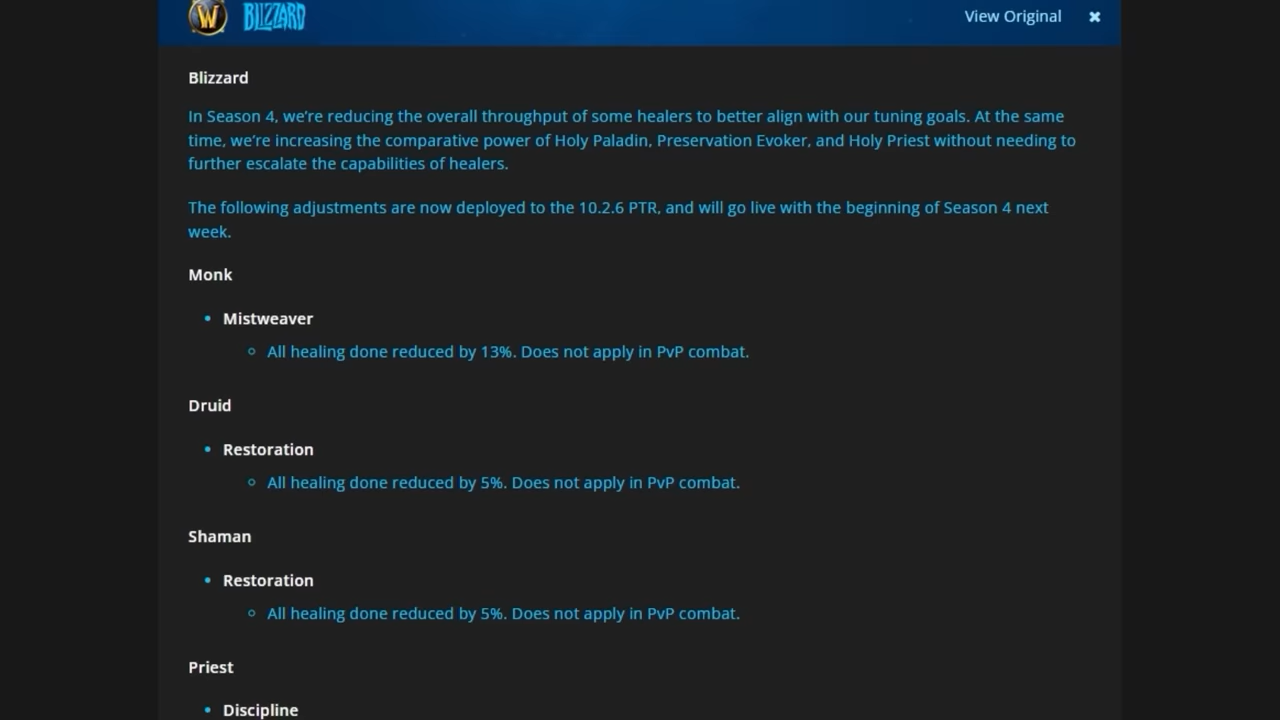 W BLIZZARD View Original ✖
Blizzard
In Season 4, we’re reducing the overall throughput of some healers to better align with our tuning goals. At the same
time, we’re increasing the comparative power of Holy Paladin, Preservation Evoker, and Holy Priest without needing to
further escalate the capabilities of healers.
The following adjustments are now deployed to the 10.2.6 PTR, and will go live with the beginning of Season 4 next
week.
Monk
• Mistweaver
○ All healing done reduced by 13%. Does not apply in PvP combat.
Druid
• Restoration
○ All healing done reduced by 5%. Does not apply in PvP combat.
Shaman
• Restoration
○ All healing done reduced by 5%. Does not apply in PvP combat.
Priest
• Discipline